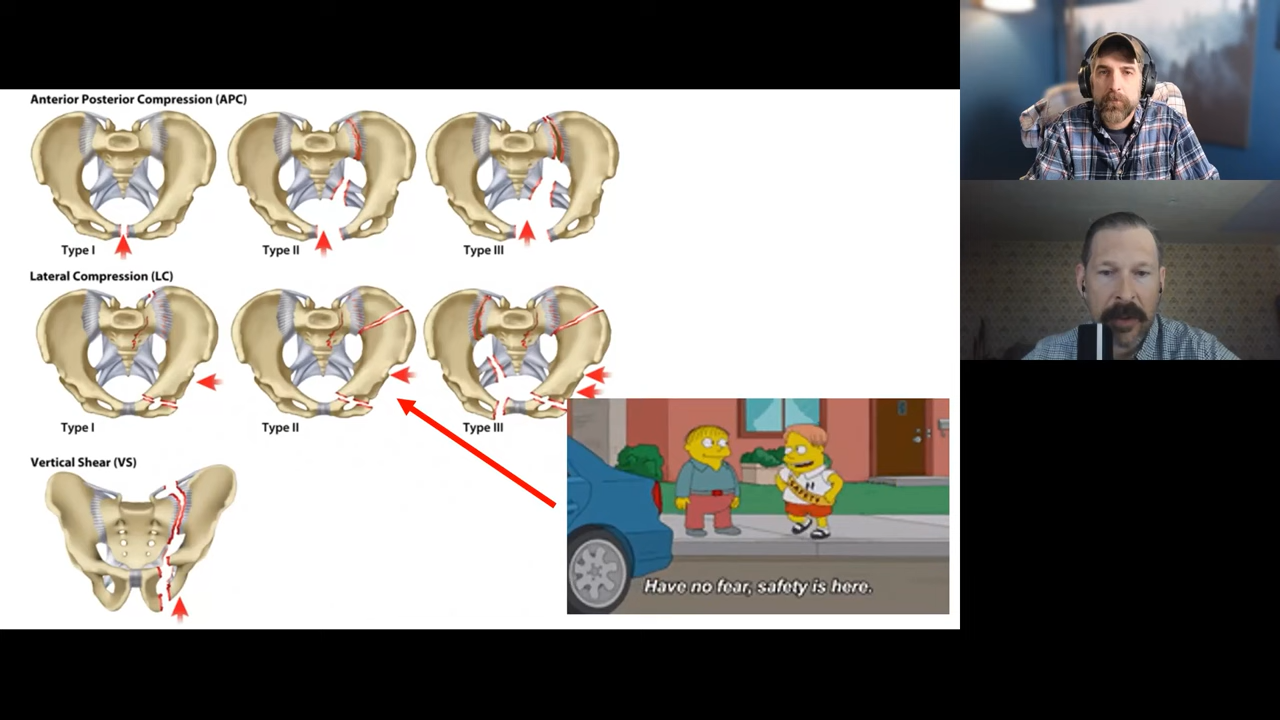 Anterior Posterior Compression (APC)
Type I
Type II
Type III
Lateral Compression (LC)
Type I
Type II
Type III
Vertical Shear (VS)
SAFETY
Have no fear, safety is here.